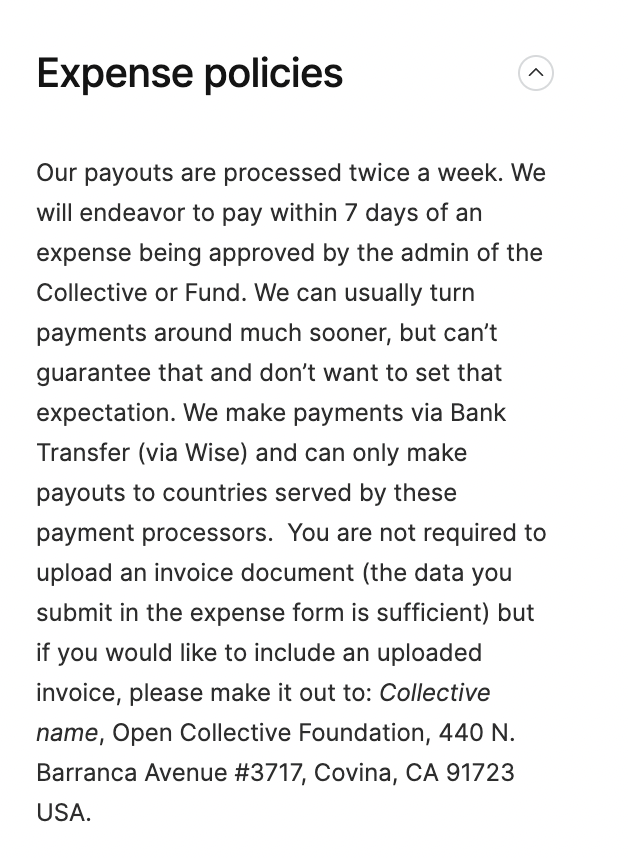 Expense policies
Our payouts are processed twice a week. We
will endeavor to pay within 7 days of an
expense being approved by the admin of the
Collective or Fund. We can usually turn
payments around much sooner, but can’t
guarantee that and don’t want to set that
expectation. We make payments via Bank
Transfer (via Wise) and can only make
payouts to countries served by these
payment processors.  You are not required to
upload an invoice document (the data you
submit in the expense form is sufficient) but
if you would like to include an uploaded
invoice, please make it out to: Collective
name, Open Collective Foundation, 440 N.
Barranca Avenue #3717, Covina, CA 91723
USA.